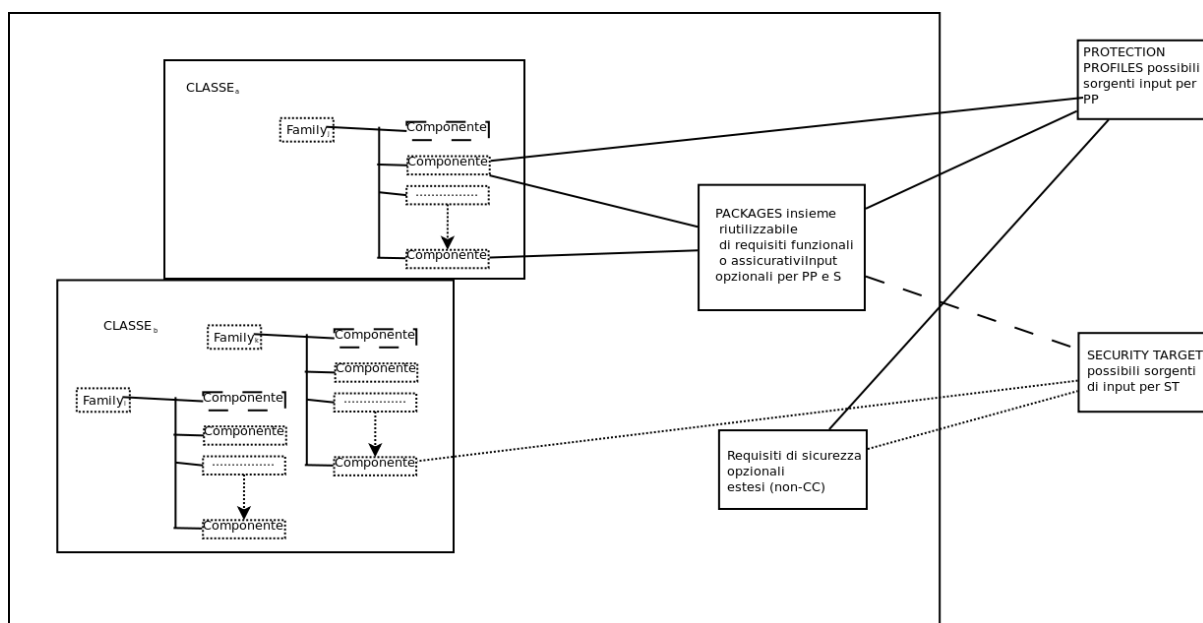 CLASSEₐ
Family
Componente
Componente
Componente
PACKAGES insieme
riutilizzabile
di requisiti funzionali
o assicurativiInput
opzionali per PP e S
PROTECTION
PROFILES possibili
sorgenti input per
PP
CLASSE_b
Family
Componente
Componente
Componente
Family
Componente
Componente
Componente
Requisiti di sicurezza
opzionali
estesi (non-CC)
SECURITY TARGET
possibili sorgenti
di input per ST